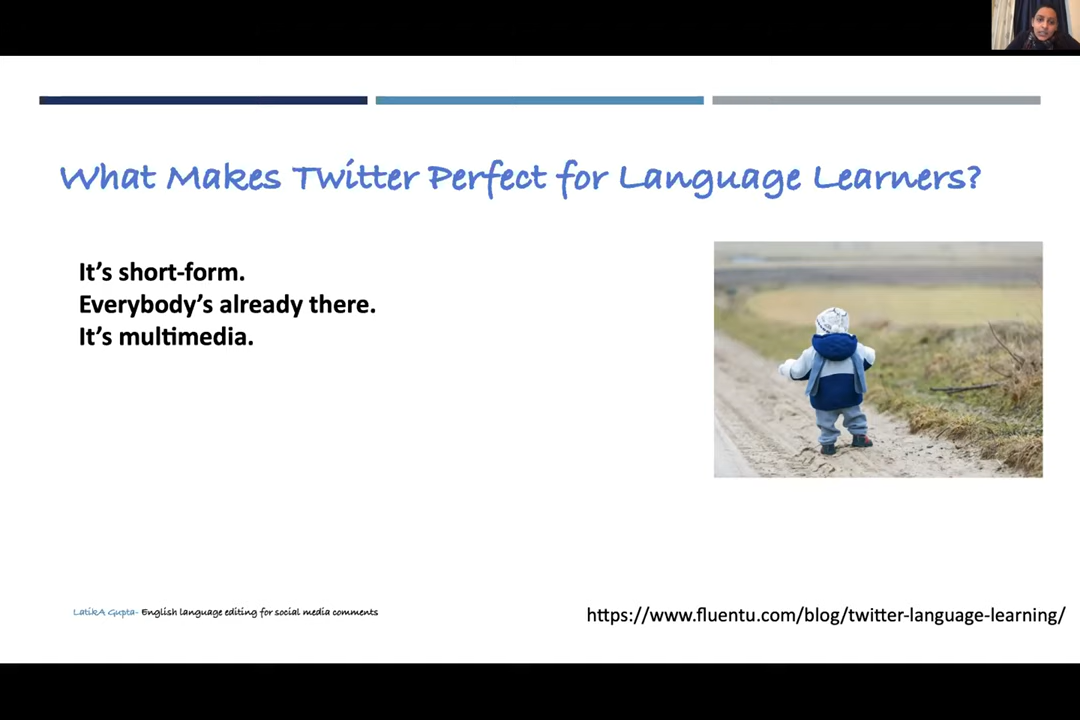 What Makes Twitter Perfect for Language Learners?
It's short-form.
Everybody's already there.
It's multimedia.
LatikA Gupta- English language editing for social media comments
https://www.fluentu.com/blog/twitter-language-learning/